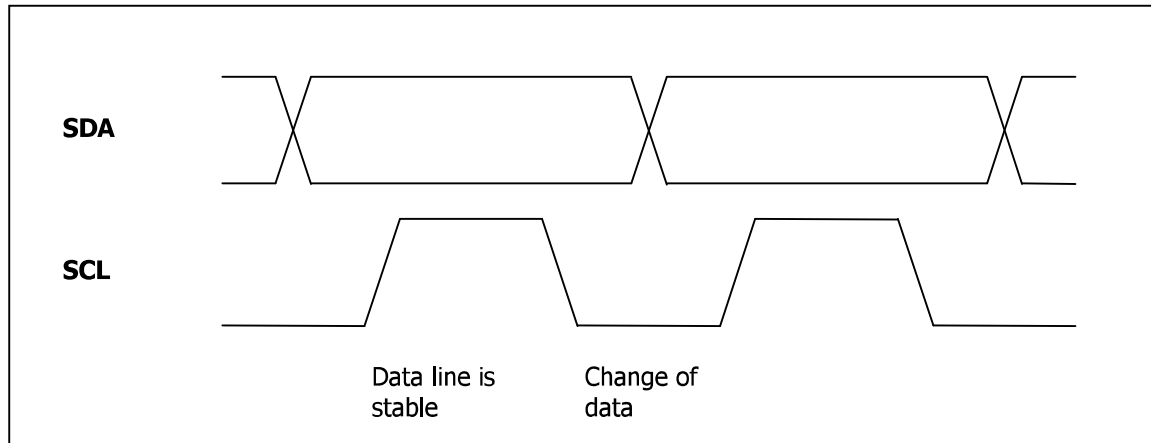 SDA
SCL
Data line is
stable
Change of
data